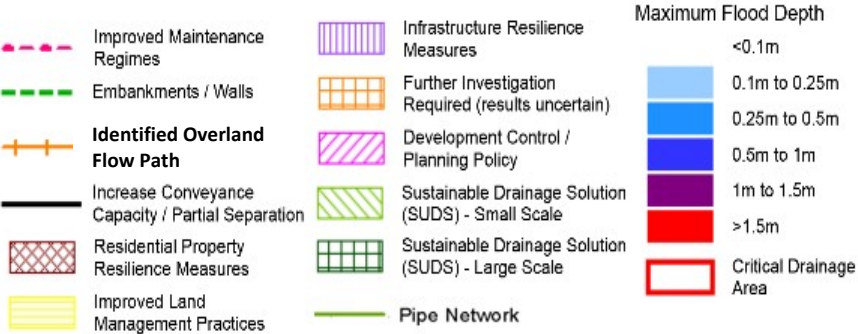 Improved Maintenance
Regimes
Embankments / Walls
Identified Overland
Flow Path
Increase Conveyance
Capacity / Partial Separation
Residential Property
Resilience Measures
Improved Land
Management Practices
Infrastructure Resilience
Measures
Further Investigation
Required (results uncertain)
Development Control /
Planning Policy
Sustainable Drainage Solution
(SUDS) - Small Scale
Sustainable Drainage Solution
(SUDS) - Large Scale
Pipe Network
Maximum Flood Depth
<0.1m
0.1m to 0.25m
0.25m to 0.5m
0.5m to 1m
1m to 1.5m
>1.5m
Critical Drainage
Area